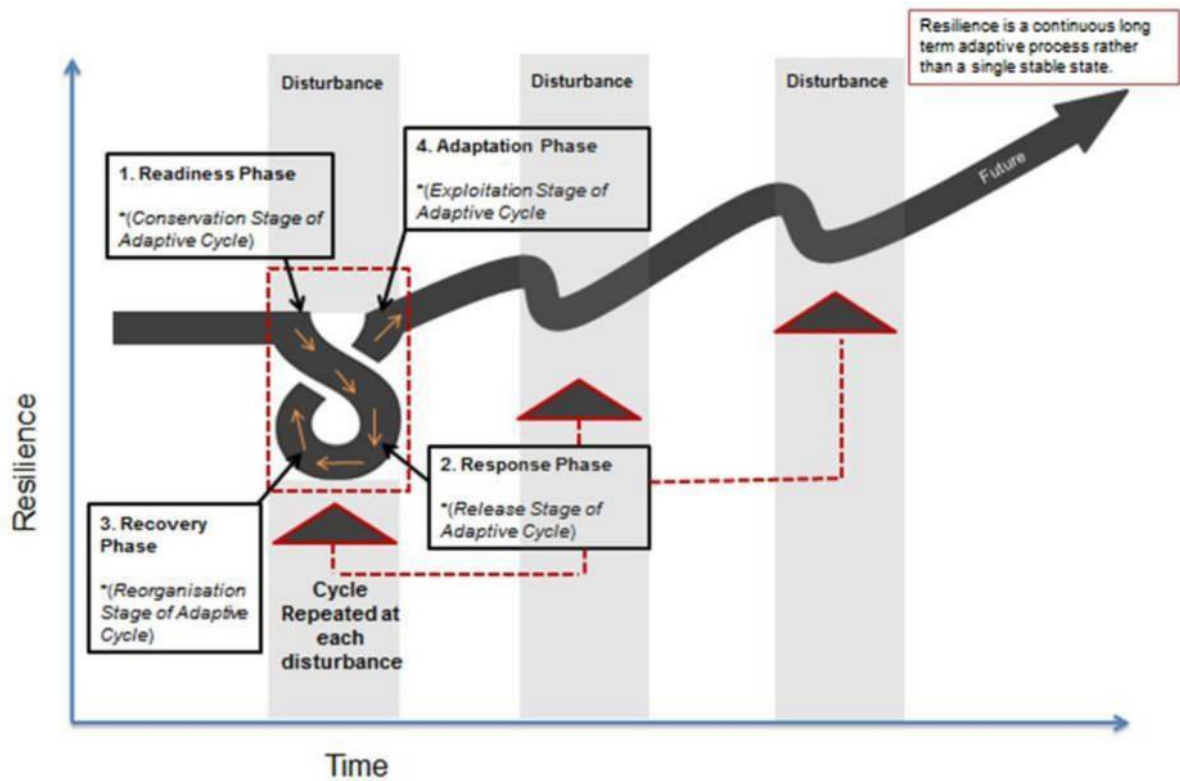 Resilience is a continuous long
term adaptive process rather
than a single stable state.
Disturbance
Disturbance
Disturbance
1. Readiness Phase
*(Conservation Stage of
Adaptive Cycle)
4. Adaptation Phase
*(Exploitation Stage of
Adaptive Cycle
Future
2. Response Phase
*(Release Stage of
Adaptive Cycle)
3. Recovery
Phase
*(Reorganisation
Stage of Adaptive
Cycle)
Cycle
Repeated at
each
disturbance
Resilience
Time